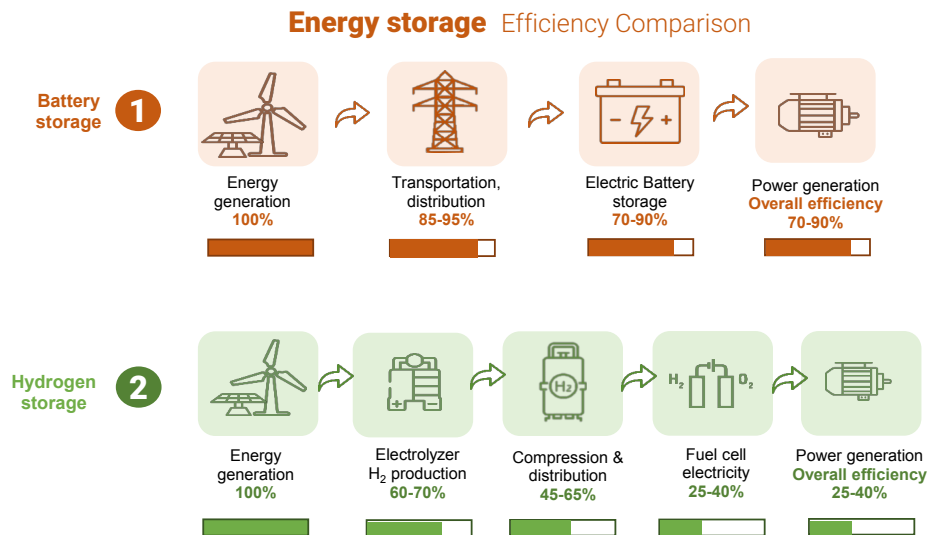 Energy storage Efficiency Comparison
Battery
storage
1
- +
Energy
generation
100%
Transportation,
distribution
85-95%
Electric Battery
storage
70-90%
Power generation
Overall efficiency
70-90%
Hydrogen
storage
2
+ -
H₂
H₂ O₂
Energy
generation
100%
Electrolyzer
H₂ production
60-70%
Compression &
distribution
45-65%
Fuel cell
electricity
25-40%
Power generation
Overall efficiency
25-40%